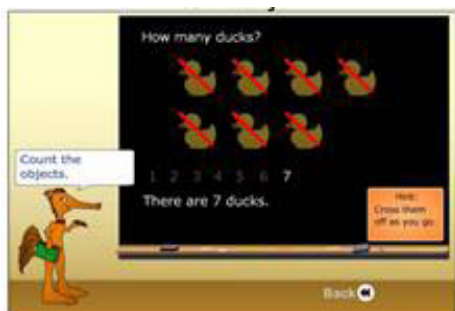 How many ducks?
Count the
objects.
1 2 3 4 5 6 7
There are 7 ducks.
Hint:
Cross them
off as you go.
Back